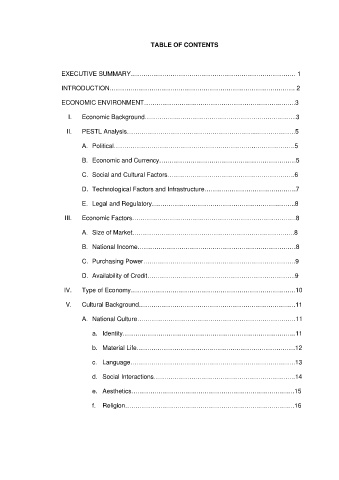 TABLE OF CONTENTS
EXECUTIVE SUMMARY.......................................................................... 1
INTRODUCTION.................................................................................... 2
ECONOMIC ENVIRONMENT....................................................................3
I. Economic Background....................................................................3
II. PESTL Analysis...........................................................................5
A. Political.................................................................................5
B. Economic and Currency.............................................................5
C. Social and Cultural Factors.........................................................6
D. Technological Factors and Infrastructure........................................7
E. Legal and Regulatory................................................................8
III. Economic Factors.........................................................................8
A. Size of Market.........................................................................8
B. National Income.......................................................................8
C. Purchasing Power....................................................................9
D. Availability of Credit..................................................................9
IV. Type of Economy........................................................................10
V. Cultural Background.....................................................................11
A. National Culture......................................................................11
a. Identity.............................................................................11
b. Material Life.......................................................................12
c. Language.........................................................................13
d. Social Interactions...............................................................14
e. Aesthetics.........................................................................15
f. Religion............................................................................16